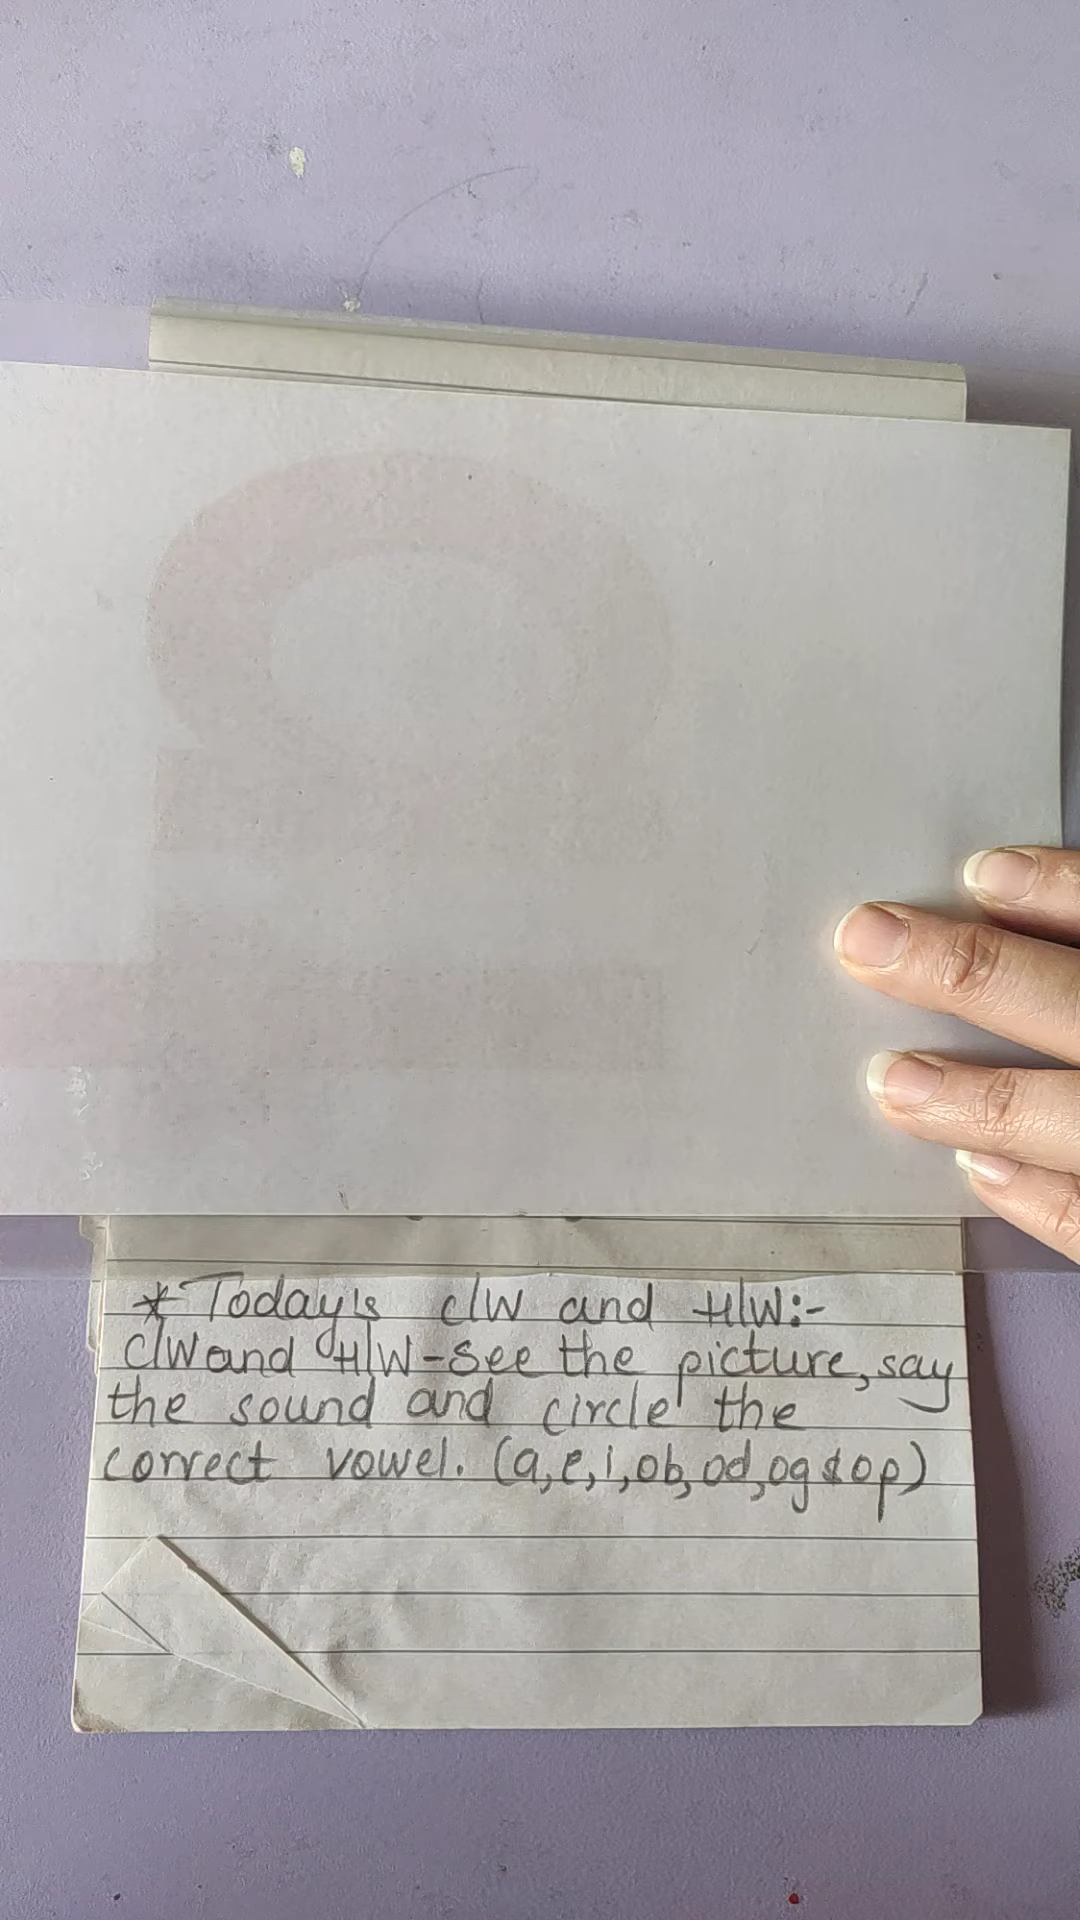 * Today's c/w and H/W:-
c/w and H/W-see the picture, say
the sound and circle the
correct vowel. (a,e,i,ob,od,og & op)